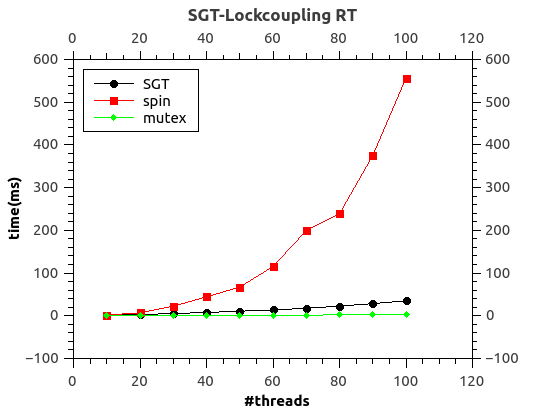 SGT-Lockcoupling RT
0 20 40 60 80 100 120
600 600
SGT
500 spin 500
mutex
400 400
300 300
time(ms)
200 200
100 100
0 0
−100 −100
0 20 40 60 80 100 120
#threads